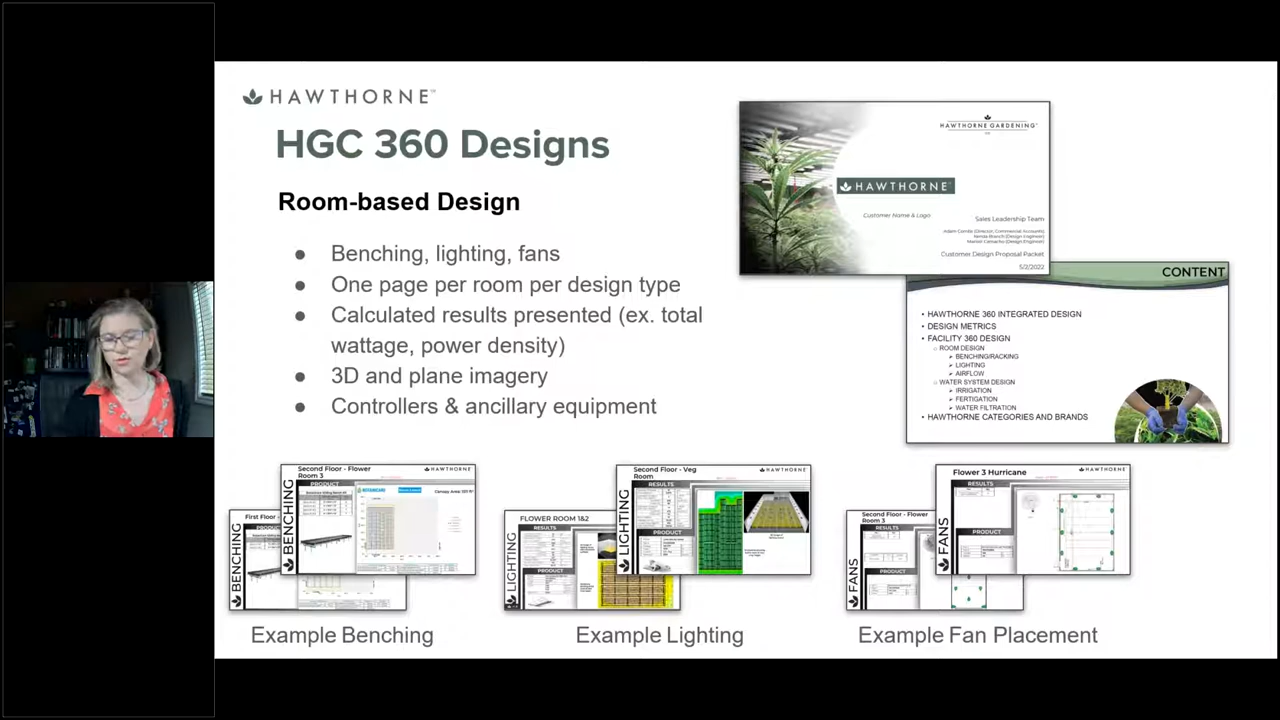 HAWTHORNE
HGC 360 Designs
Room-based Design
● Benching, lighting, fans
● One page per room per design type
● Calculated results presented (ex. total
wattage, power density)
● 3D and plane imagery
● Controllers & ancillary equipment
HAWTHORNE GARDENING
HAWTHORNE
Customer Name & Logo
Sales Leadership Team
Customer Design Proposal Packet
5/2/2022
CONTENT
• HAWTHORNE 360 INTEGRATED DESIGN
• DESIGN METRICS
• FACILITY 360 DESIGN
○ ROOM DESIGN
➢ BENCHING/RACKING
➢ LIGHTING
➢ AIRFLOW
○ WATER SYSTEM DESIGN
➢ IRRIGATION
➢ FERTIGATION
➢ WATER FILTRATION
• HAWTHORNE CATEGORIES AND BRANDS
First Floor -
BENCHING
Second Floor - Flower
Room 3
HAWTHORNE
PRODUCT
BENCHING
FLOWER ROOM 1&2
RESULTS
PRODUCT
LIGHTING
Second Floor - Veg
Room
HAWTHORNE
RESULTS
PRODUCT
LIGHTING
Second Floor - Flower
Room 3
RESULTS
PRODUCT
FANS
Flower 3 Hurricane
HAWTHORNE
RESULTS
PRODUCT
FANS
Example Benching
Example Lighting
Example Fan Placement